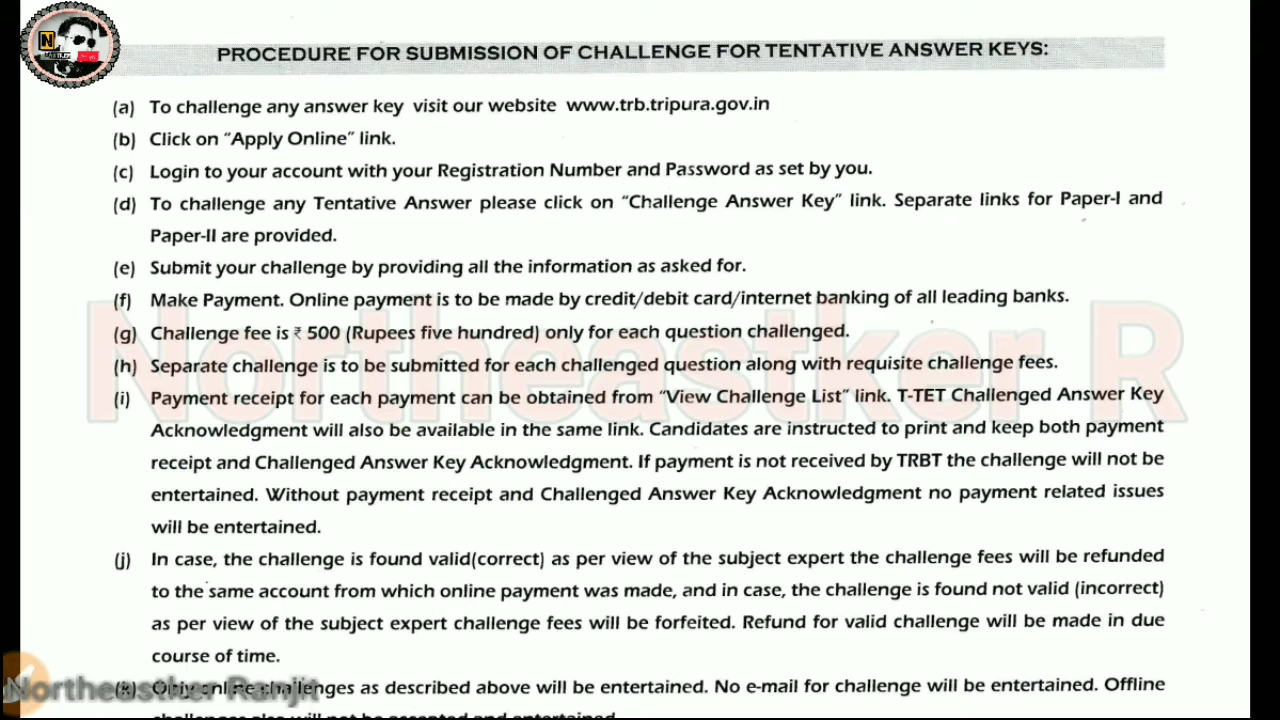 PROCEDURE FOR SUBMISSION OF CHALLENGE FOR TENTATIVE ANSWER KEYS:
(a) To challenge any answer key visit our website www.trb.tripura.gov.in
(b) Click on “Apply Online” link.
(c) Login to your account with your Registration Number and Password as set by you.
(d) To challenge any Tentative Answer please click on “Challenge Answer Key” link. Separate links for Paper-I and
Paper-II are provided.
(e) Submit your challenge by providing all the information as asked for.
(f) Make Payment. Online payment is to be made by credit/debit card/internet banking of all leading banks.
(g) Challenge fee is ₹ 500 (Rupees five hundred) only for each question challenged.
(h) Separate challenge is to be submitted for each challenged question along with requisite challenge fees.
(i) Payment receipt for each payment can be obtained from “View Challenge List” link. T-TET Challenged Answer Key
Acknowledgment will also be available in the same link. Candidates are instructed to print and keep both payment
receipt and Challenged Answer Key Acknowledgment. If payment is not received by TRBT the challenge will not be
entertained. Without payment receipt and Challenged Answer Key Acknowledgment no payment related issues
will be entertained.
(j) In case, the challenge is found valid(correct) as per view of the subject expert the challenge fees will be refunded
to the same account from which online payment was made, and in case, the challenge is found not valid (incorrect)
as per view of the subject expert challenge fees will be forfeited. Refund for valid challenge will be made in due
course of time.
(k) Only online challenges as described above will be entertained. No e-mail for challenge will be entertained. Offline
challenges also will not be accepted and entertained.
Northeastker R
Northeastker Ranjit
N